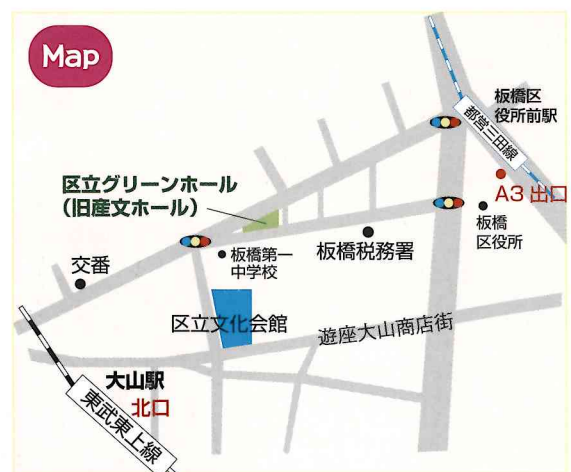 Map
板橋区
役所前駅
都営三田線
A3 出口
板橋
区役所
区立グリーンホール
(旧産文ホール)
板橋第一
中学校
板橋税務署
交番
区立文化会館
遊座大山商店街
大山駅
北口
東武東上線